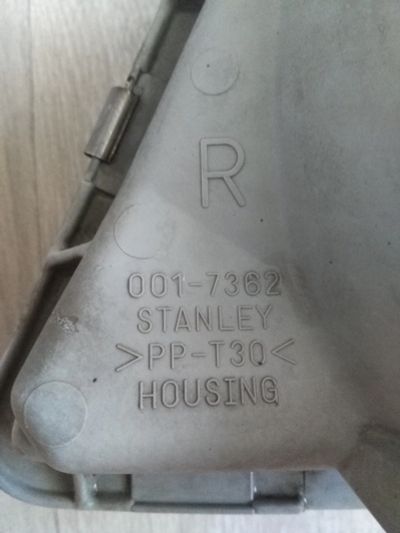 R
001-7362
STANLEY
>PP-T30<
HOUSING